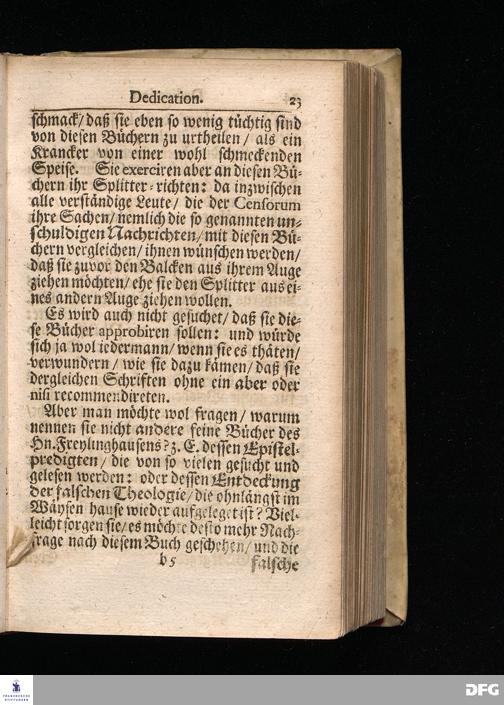 Dedication. 23
schmack/ daß sie eben so wenig tüchtig sind
von diesen Büchern zu urtheilen/ als ein
Krancker von einer wohl schmeckenden
Speise. Sie exerciren aber an diesen Bü-
chern ihr Splitter-richten: da inzwischen
alle verständige Leute/ die der Censorum
ihre Sachen/ nemlich die so genannten un-
schuldigen Nachrichten/ mit diesen Bü-
chern vergleichen/ ihnen wünschen werden/
daß sie zuvor den Balcken aus ihrem Auge
ziehen möchten/ ehe sie den Splitter aus ei-
nes andern Auge ziehen wollen.
Es wird auch nicht gesuchet/ daß sie die-
se Bücher approbiren sollen: und würde
sich ja wol iedermann/ wenn sie es thäten/
verwundern/ wie sie dazu kämen/ daß sie
dergleichen Schriften ohne ein aber oder
nisi recommendireten.
Aber man möchte wol fragen/ warum
nennen sie nicht andere feine Bücher des
Hn. Freylinghausens? z. E. dessen Epistel-
predigten/ die von so vielen gesucht und
gelesen werden: oder dessen Entdeckung
der falschen Theologie/ die ohnlängst im
Wäysen hause wieder aufgeleget ist? Viel-
leicht sorgen sie/ es möchte desto mehr Nach-
frage nach diesem Buch geschehen/ und die
b 5 falsche
FRANCKESCHE
STIFTUNGEN
DFG